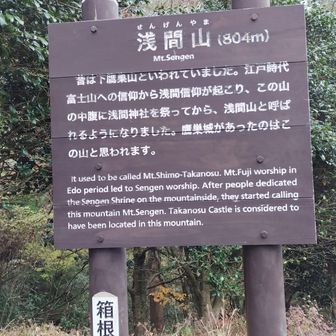 せんげんやま
浅間山 (804m)
Mt.Sengen
昔は下鷹巣山といわれていました。江戸時代
富士山への信仰から浅間信仰が起こり、この山
の中腹に浅間神社を祭ってから、浅間山と呼ば
れるようになりました。鷹巣城があったのはこ
の山と思われます。
It used to be called Mt.Shimo-Takanosu. Mt.Fuji worship in
Edo period led to Sengen worship. After people dedicated
the Sengen Shrine on the mountainside, they started calling
this mountain Mt.Sengen. Takanosu Castle is considered to
have been located in this mountain.
箱根